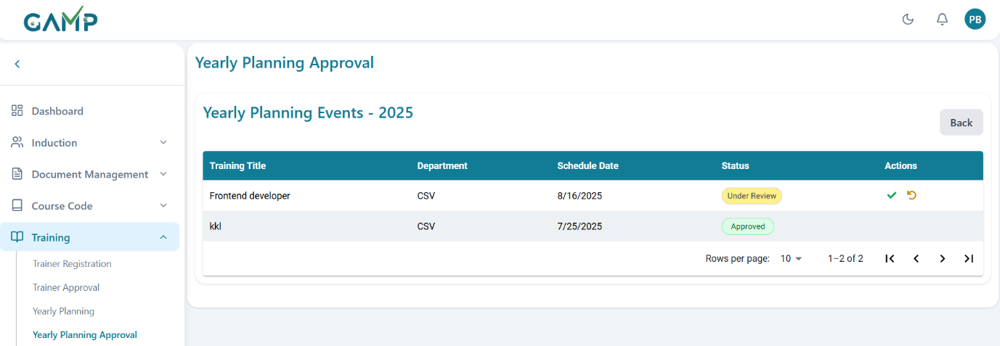 GAMP
PB
Yearly Planning Approval
Yearly Planning Events - 2025
Back
Dashboard
Induction
Document Management
Course Code
Training
Trainer Registration
Trainer Approval
Yearly Planning
Yearly Planning Approval
Training Title Department Schedule Date Status Actions
Frontend developer CSV 8/16/2025 Under Review
kkl CSV 7/25/2025 Approved
Rows per page: 10 1–2 of 2